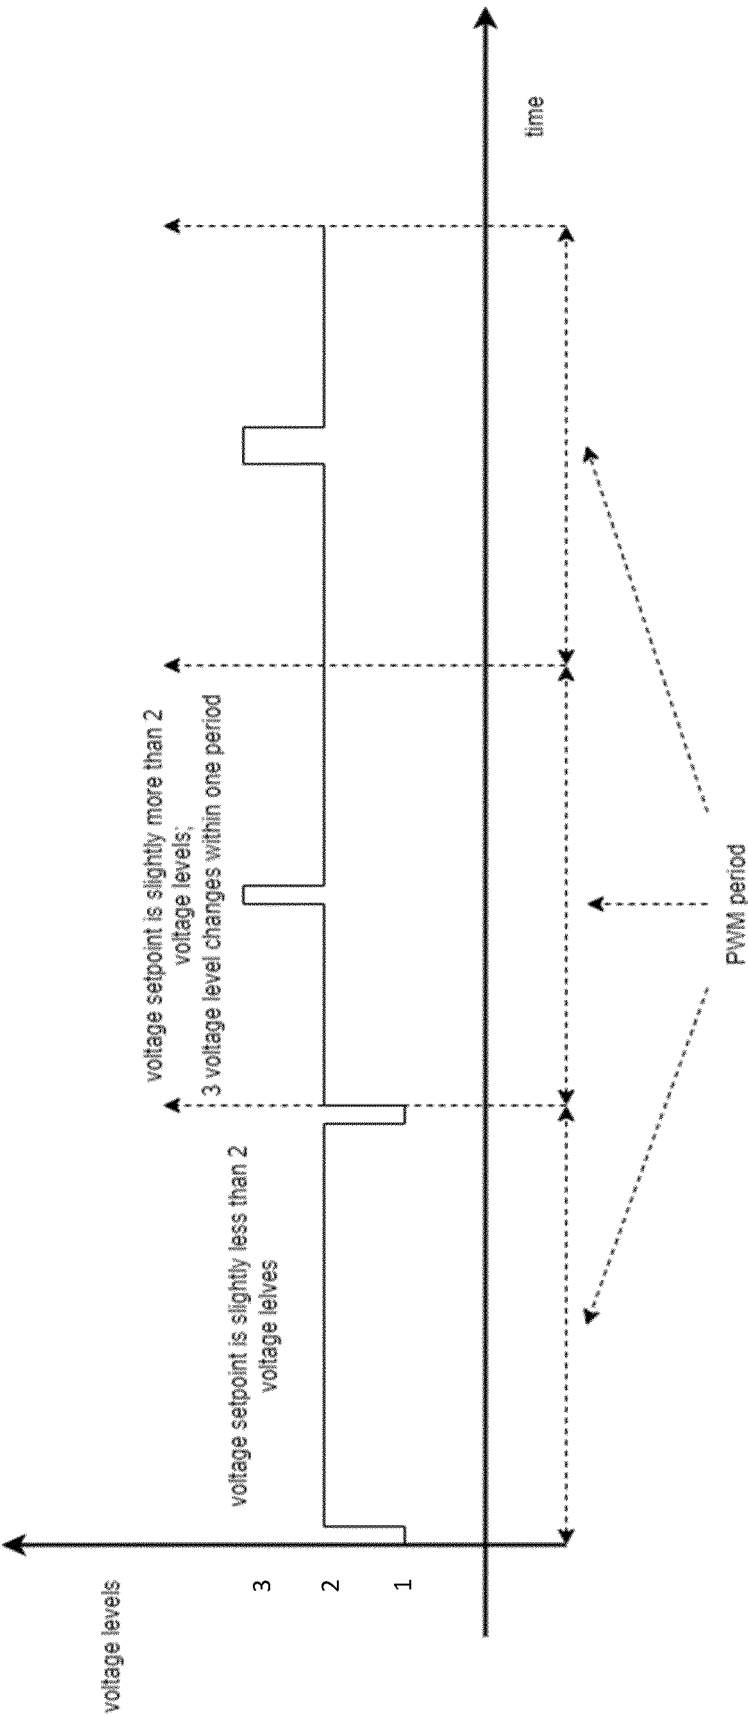 voltage levels
3
2
1
voltage setpoint is slightly less than 2
voltage lelves
voltage setpoint is slightly more than 2
voltage levels;
3 voltage level changes within one period
time
PWM period